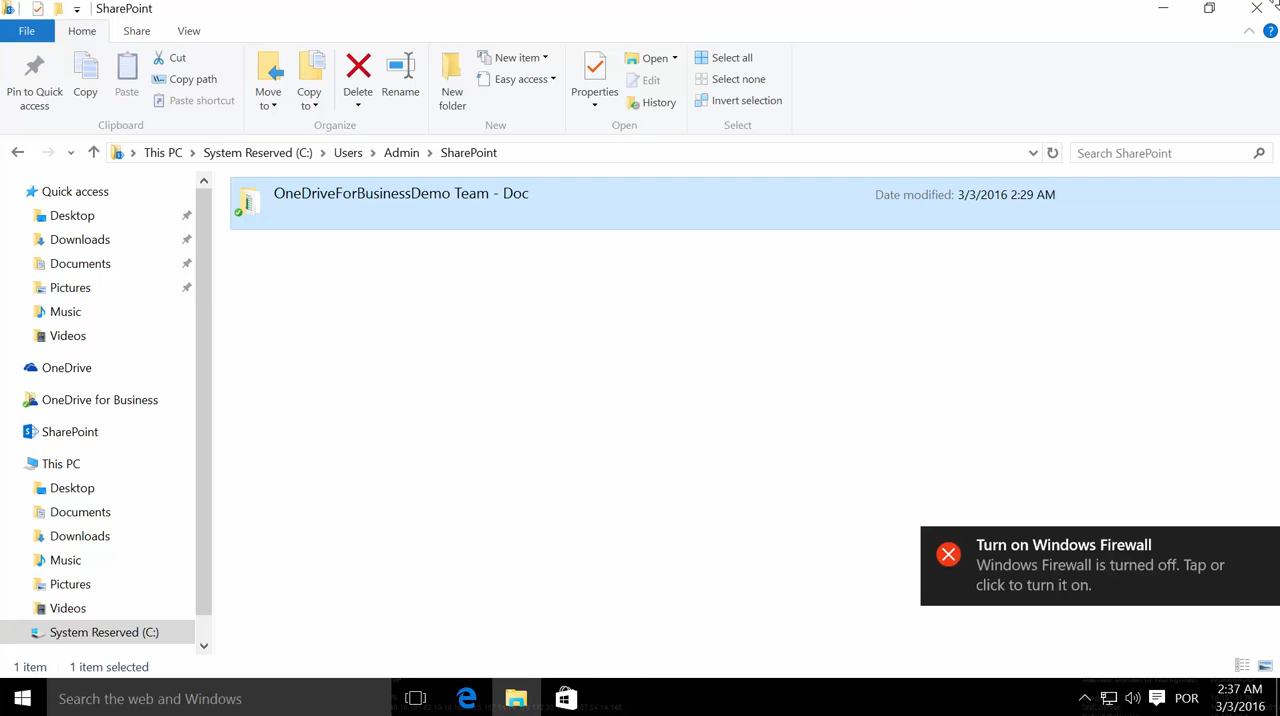 SharePoint
File Home Share View
Pin to Quick access
Copy
Paste
Cut
Copy path
Paste shortcut
Clipboard
Move to
Copy to
Delete
Rename
Organize
New folder
New item
Easy access
New
Properties
Open
Edit
History
Open
Select all
Select none
Invert selection
Select
This PC System Reserved (C:) Users Admin SharePoint
Search SharePoint
Quick access
Desktop
Downloads
Documents
Pictures
Music
Videos
OneDrive
OneDrive for Business
SharePoint
This PC
Desktop
Documents
Downloads
Music
Pictures
Videos
System Reserved (C:)
OneDriveForBusinessDemo Team - Doc
Date modified: 3/3/2016 2:29 AM
Turn on Windows Firewall
Windows Firewall is turned off. Tap or
click to turn it on.
1 item 1 item selected
Search the web and Windows
POR
2:37 AM
3/3/2016